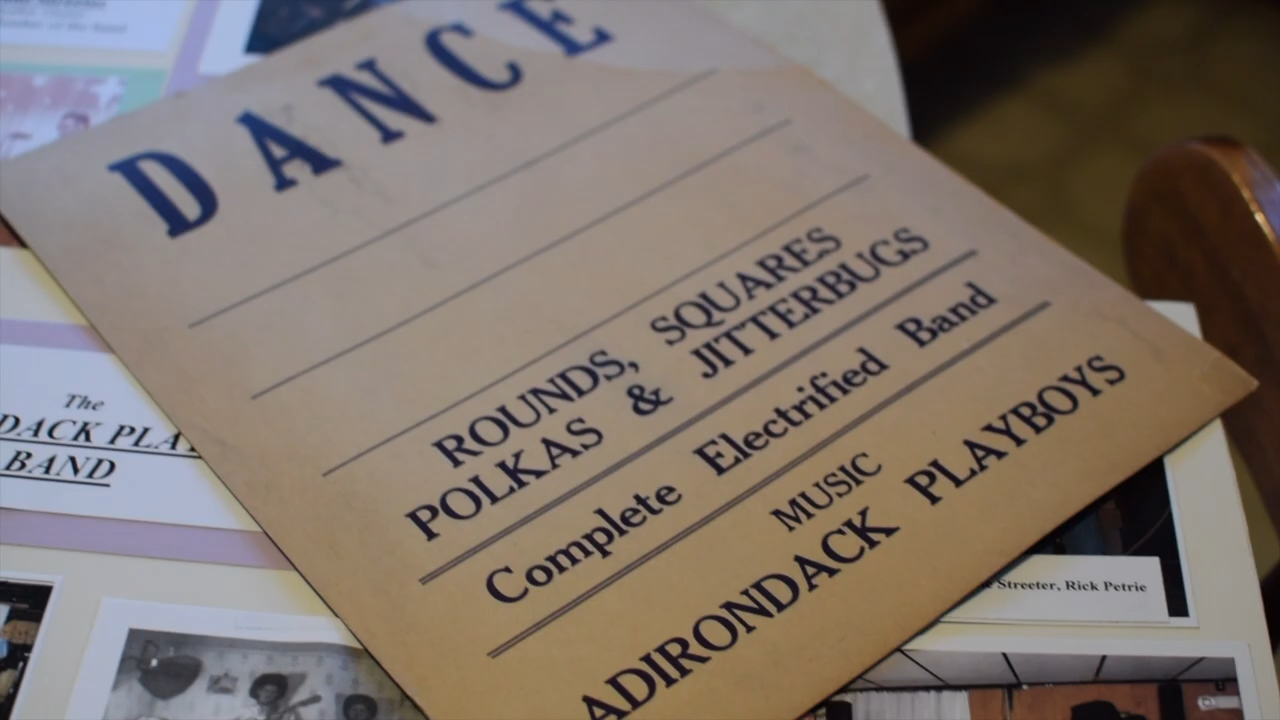 DANCE
ROUNDS, SQUARES
POLKAS & JITTERBUGS
Complete Electrified Band
MUSIC
ADIRONDACK PLAYBOYS
The
DACK PLA
BAND
Streeter, Rick Petrie